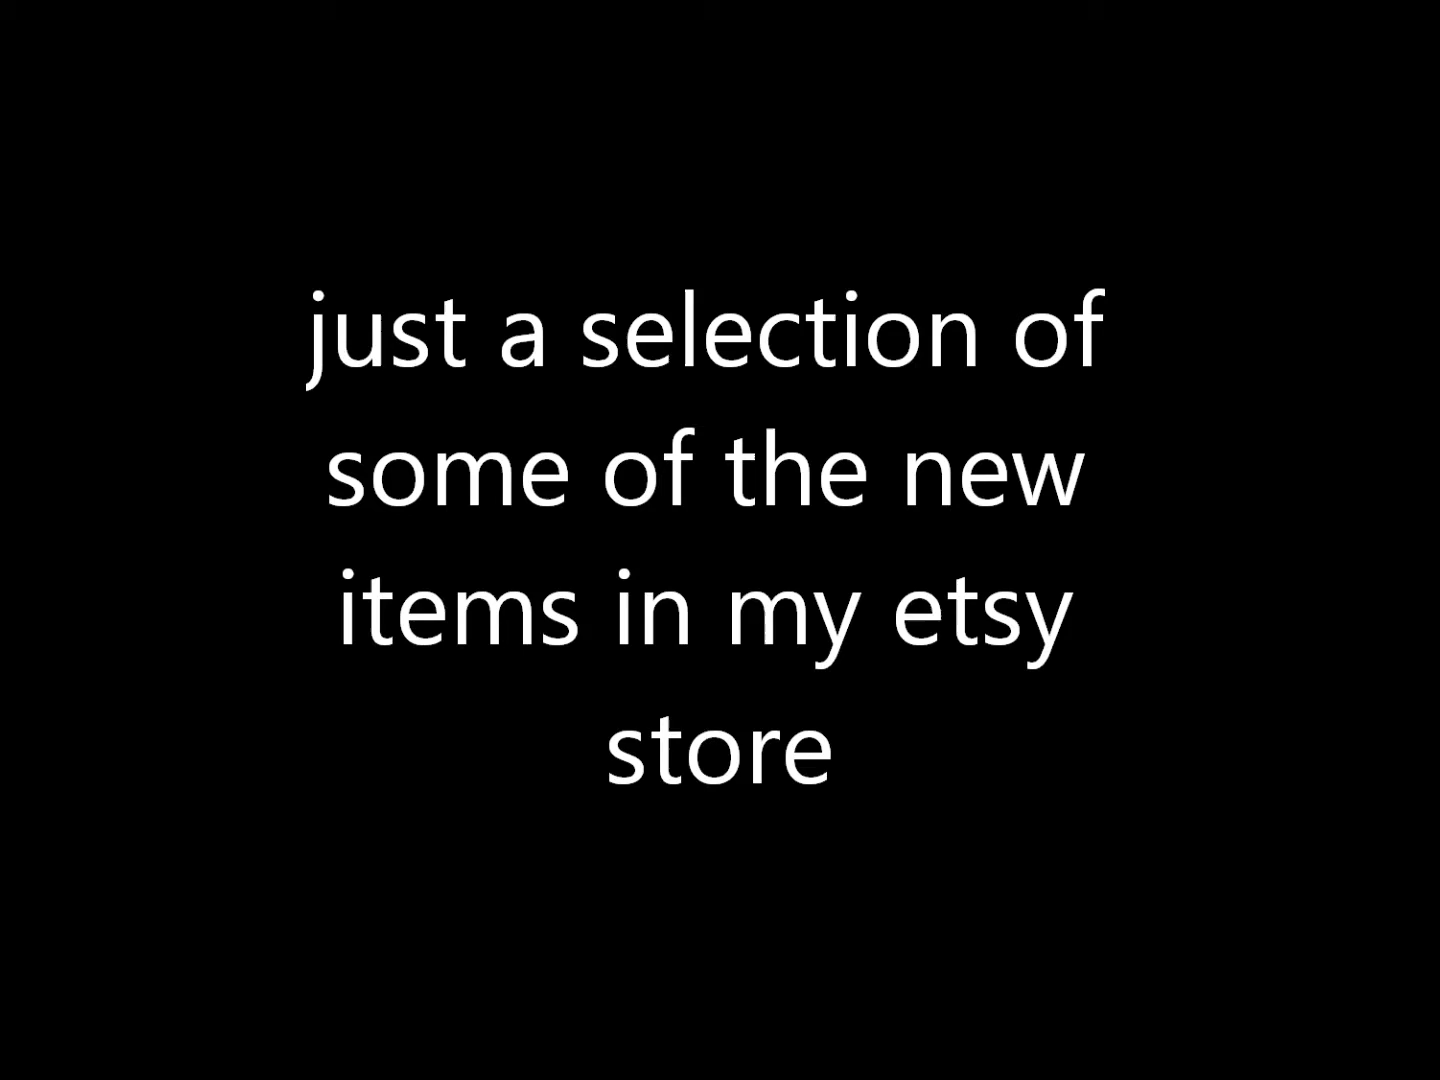 just a selection of
some of the new
items in my etsy
store